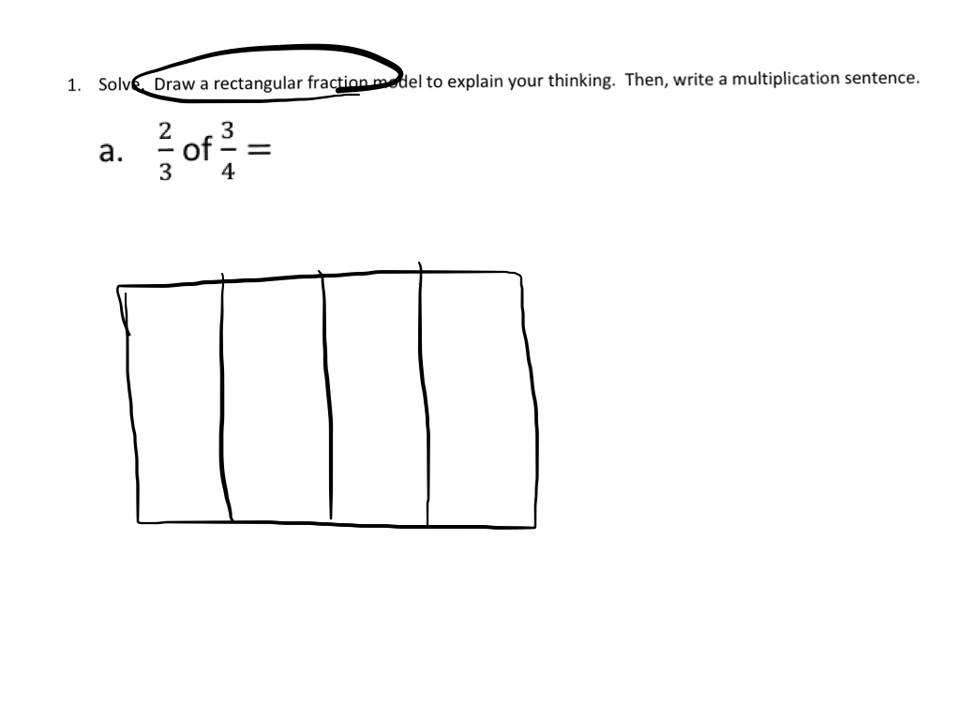 1. Solve. Draw a rectangular fraction model to explain your thinking. Then, write a multiplication sentence.
a. 2/3 of 3/4 =